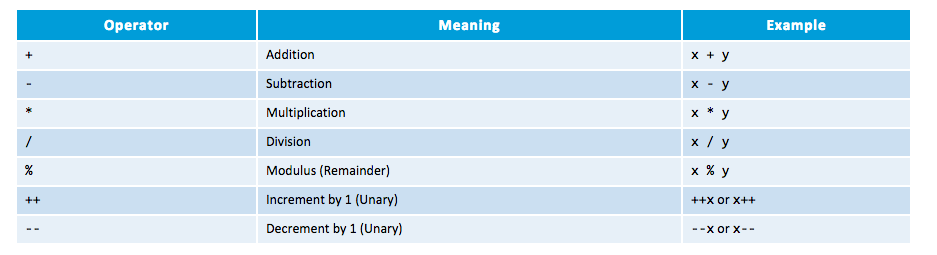 Operator Meaning Example
+ Addition x + y
- Subtraction x - y
* Multiplication x * y
/ Division x / y
% Modulus (Remainder) x % y
++ Increment by 1 (Unary) ++x or x++
-- Decrement by 1 (Unary) --x or x--